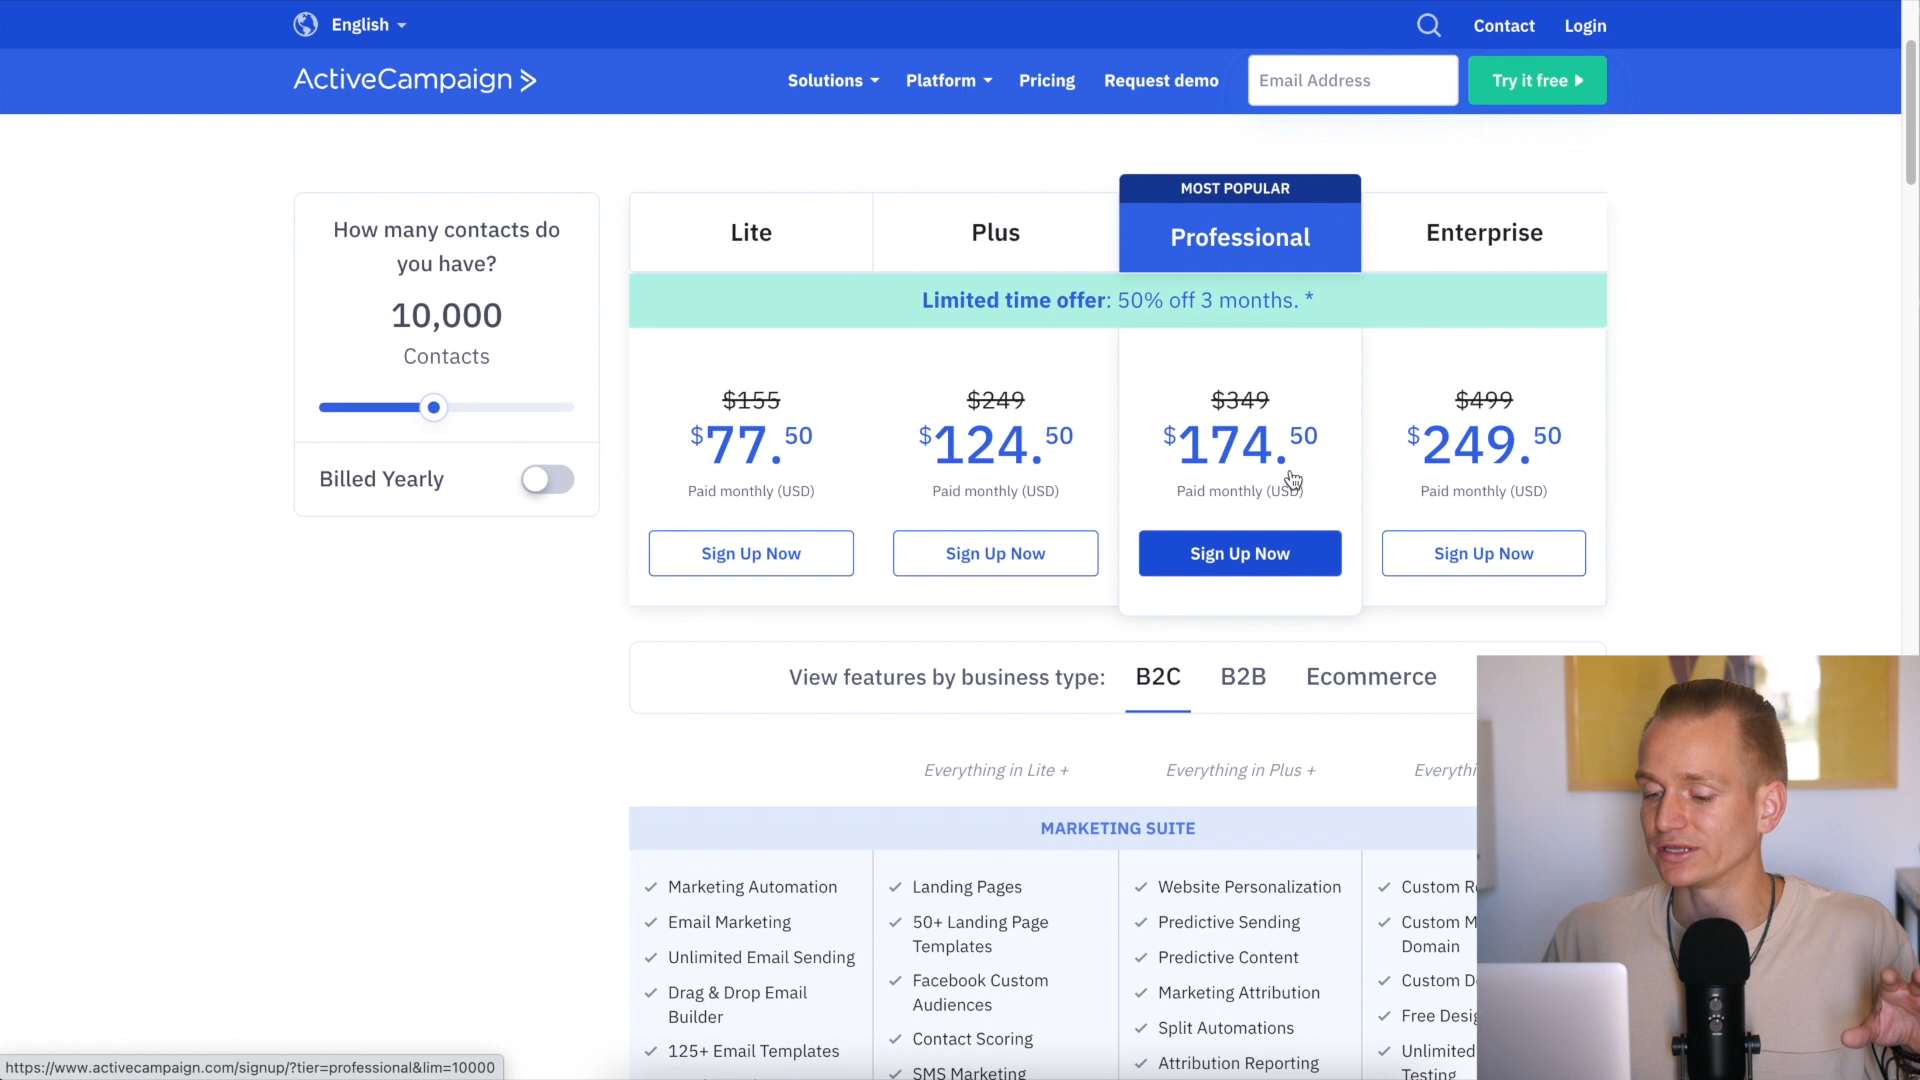 English
Contact
Login
ActiveCampaign >
Solutions
Platform
Pricing
Request demo
Email Address
Try it free
How many contacts do
you have?
10,000
Contacts
Billed Yearly
MOST POPULAR
Lite
Plus
Professional
Enterprise
Limited time offer: 50% off 3 months. *
$155
$77.50
Paid monthly (USD)
Sign Up Now
$249
$124.50
Paid monthly (USD)
Sign Up Now
$349
$174.50
Paid monthly (USD)
Sign Up Now
$499
$249.50
Paid monthly (USD)
Sign Up Now
View features by business type:
B2C
B2B
Ecommerce
Everything in Lite +
Everything in Plus +
Everythi
MARKETING SUITE
Marketing Automation
Email Marketing
Unlimited Email Sending
Drag & Drop Email
Builder
125+ Email Templates
Landing Pages
50+ Landing Page
Templates
Facebook Custom
Audiences
Contact Scoring
SMS Marketing
Website Personalization
Predictive Sending
Predictive Content
Marketing Attribution
Split Automations
Attribution Reporting
Custom R
Custom M
Domain
Custom D
Free Desig
Unlimited
Testing
https://www.activecampaign.com/signup/?tier=professional&lim=10000